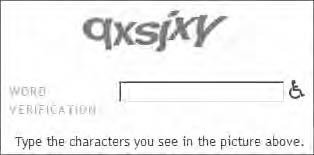 qxsjxy
WORD
VERIFICATION
Type the characters you see in the picture above.